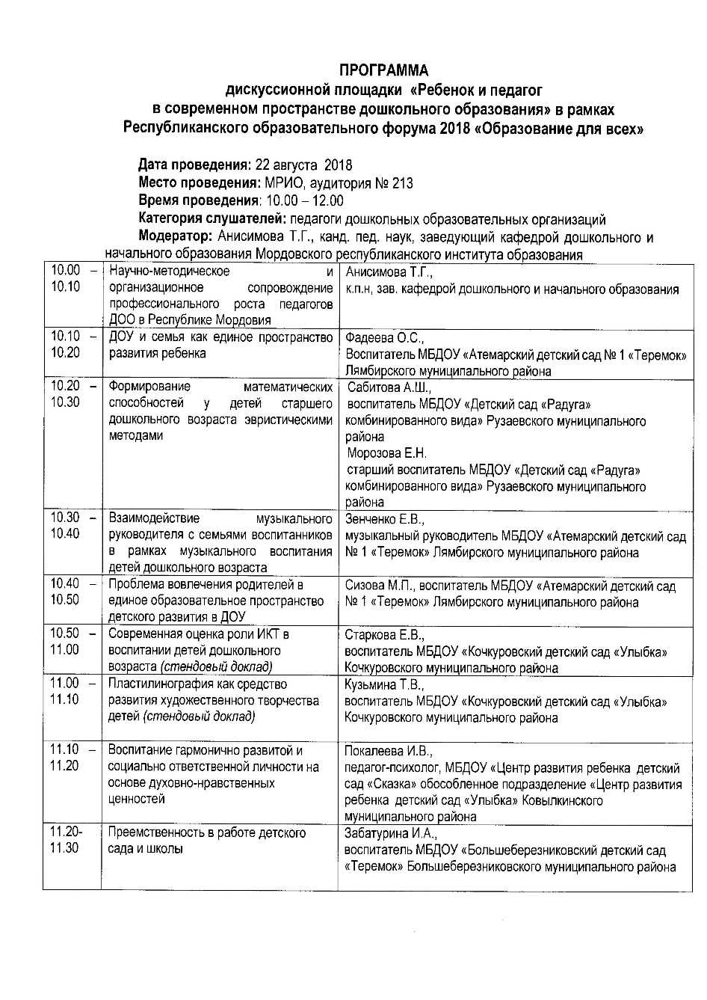 ПРОГРАММА
дискуссионной площадки «Ребенок и педагог
в современном пространстве дошкольного образования» в рамках
Республиканского образовательного форума 2018 «Образование для всех»
Дата проведения: 22 августа 2018
Место проведения: МРИО, аудитория № 213
Время проведения: 10.00 – 12.00
Категория слушателей: педагоги дошкольных образовательных организаций
Модератор: Анисимова Т.Г., канд. пед. наук, заведующий кафедрой дошкольного и
начального образования Мордовского республиканского института образования
10.00 –
10.10
Научно-методическое и
организационное сопровождение
профессионального роста педагогов
ДОО в Республике Мордовия
Анисимова Т.Г.,
к.п.н, зав. кафедрой дошкольного и начального образования
10.10 –
10.20
ДОУ и семья как единое пространство
развития ребенка
Фадеева О.С.,
Воспитатель МБДОУ «Атемарский детский сад № 1 «Теремок»
Лямбирского муниципального района
10.20 –
10.30
Формирование математических
способностей у детей старшего
дошкольного возраста эвристическими
методами
Сабитова А.Ш.,
воспитатель МБДОУ «Детский сад «Радуга»
комбинированного вида» Рузаевского муниципального
района
Морозова Е.Н.
старший воспитатель МБДОУ «Детский сад «Радуга»
комбинированного вида» Рузаевского муниципального
района
10.30 –
10.40
Взаимодействие музыкального
руководителя с семьями воспитанников
в рамках музыкального воспитания
детей дошкольного возраста
Зенченко Е.В.,
музыкальный руководитель МБДОУ «Атемарский детский сад
№ 1 «Теремок» Лямбирского муниципального района
10.40 –
10.50
Проблема вовлечения родителей в
единое образовательное пространство
детского развития в ДОУ
Сизова М.П., воспитатель МБДОУ «Атемарский детский сад
№ 1 «Теремок» Лямбирского муниципального района
10.50 –
11.00
Современная оценка роли ИКТ в
воспитании детей дошкольного
возраста (стендовый доклад)
Старкова Е.В.,
воспитатель МБДОУ «Кочкуровский детский сад «Улыбка»
Кочкуровского муниципального района
11.00 –
11.10
Пластилинография как средство
развития художественного творчества
детей (стендовый доклад)
Кузьмина Т.В.,
воспитатель МБДОУ «Кочкуровский детский сад «Улыбка»
Кочкуровского муниципального района
11.10 –
11.20
Воспитание гармонично развитой и
социально ответственной личности на
основе духовно-нравственных
ценностей
Покалеева И.В.,
педагог-психолог, МБДОУ «Центр развития ребенка детский
сад «Сказка» обособленное подразделение «Центр развития
ребенка детский сад «Улыбка» Ковылкинского
муниципального района
11.20-
11.30
Преемственность в работе детского
сада и школы
Забатурина И.А.,
воспитатель МБДОУ «Большеберезниковский детский сад
«Теремок» Большеберезниковского муниципального района